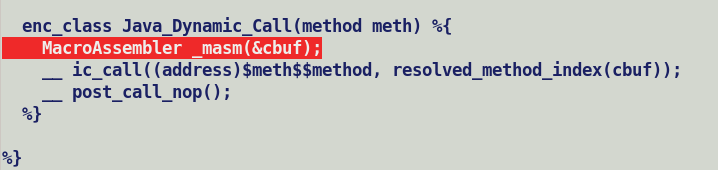 enc_class Java_Dynamic_Call(method meth) %{
MacroAssembler _masm(&cbuf);
__ ic_call((address)$meth$$method, resolved_method_index(cbuf));
__ post_call_nop();
%}
%}